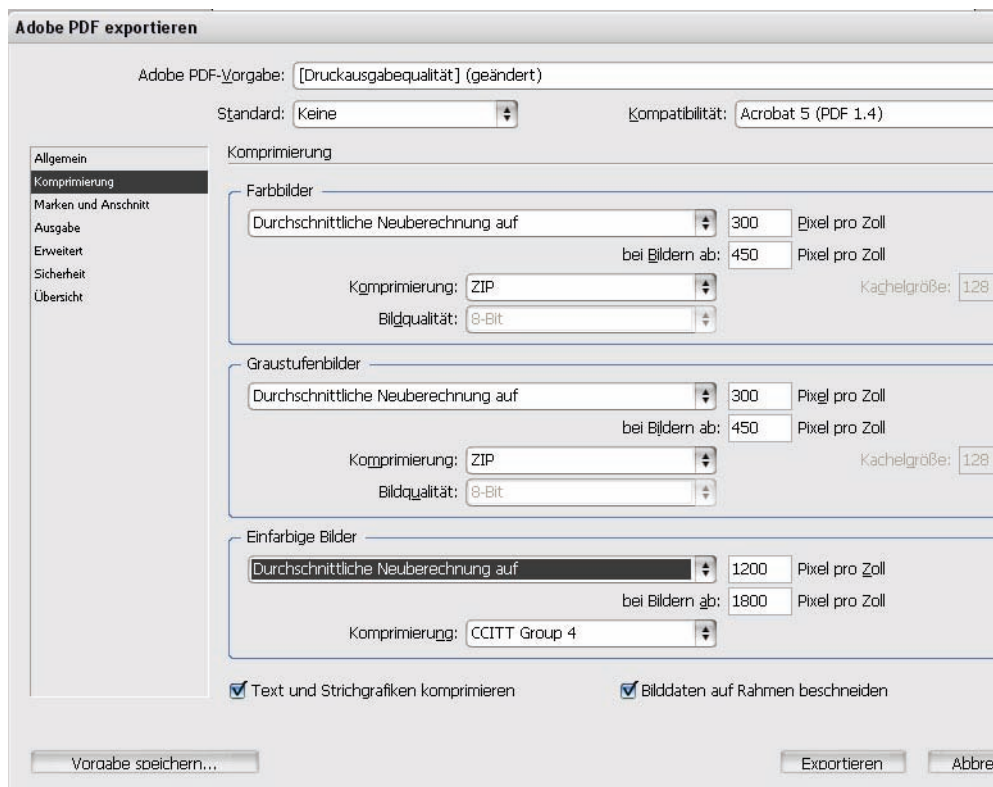 Adobe PDF exportieren
Adobe PDF-Vorgabe: [Druckausgabequalität] (geändert)
Standard: Keine Kompatibilität: Acrobat 5 (PDF 1.4)
Allgemein
Komprimierung
Marken und Anschnitt
Ausgabe
Erweitert
Sicherheit
Übersicht
Komprimierung
Farbbilder
Durchschnittliche Neuberechnung auf 300 Pixel pro Zoll
bei Bildern ab: 450 Pixel pro Zoll
Komprimierung: ZIP Kachelgröße: 128
Bildqualität: 8-Bit
Graustufenbilder
Durchschnittliche Neuberechnung auf 300 Pixel pro Zoll
bei Bildern ab: 450 Pixel pro Zoll
Komprimierung: ZIP Kachelgröße: 128
Bildqualität: 8-Bit
Einfarbige Bilder
Durchschnittliche Neuberechnung auf 1200 Pixel pro Zoll
bei Bildern ab: 1800 Pixel pro Zoll
Komprimierung: CCITT Group 4
Text und Strichgrafiken komprimieren Bilddaten auf Rahmen beschneiden
Vorgabe speichern... Exportieren Abbre